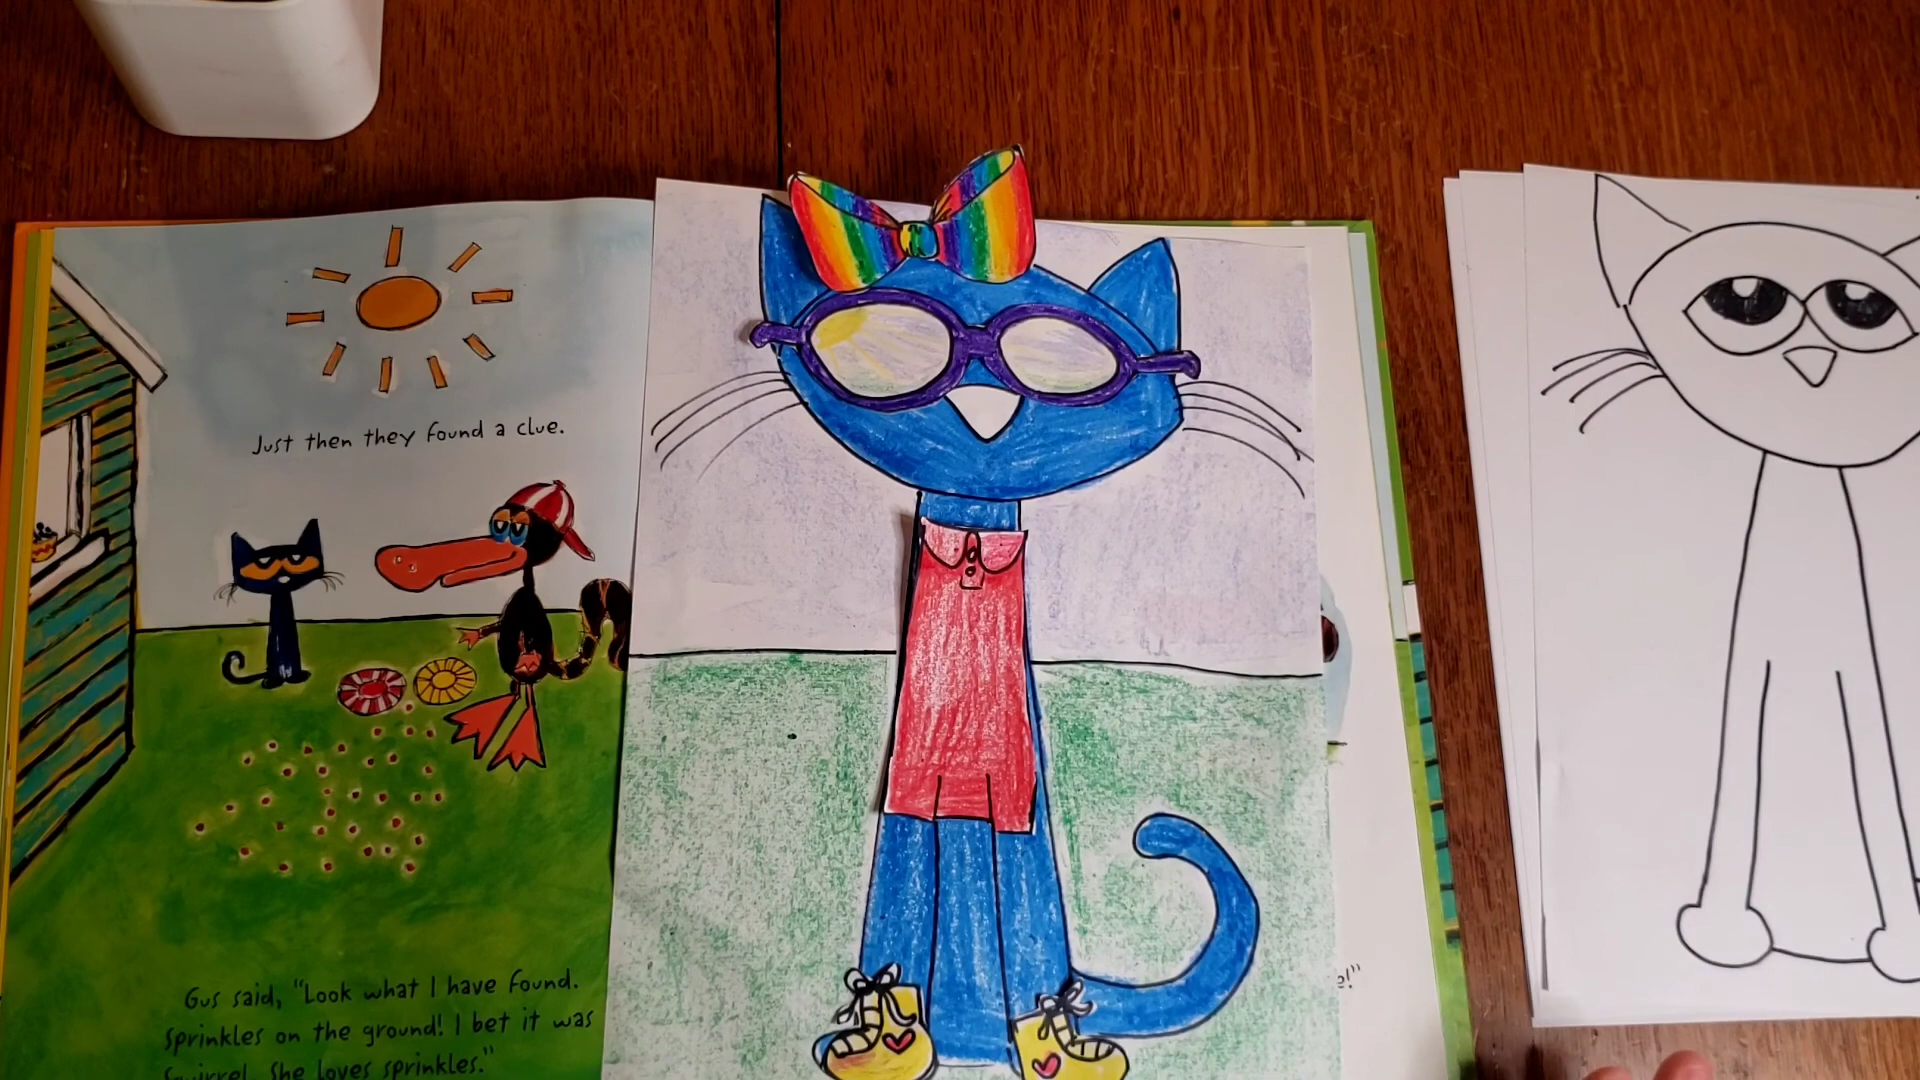 Just then they found a clue.
Gus said, "Look what I have found.
Sprinkles on the ground! I bet it was
Squirrel. She loves sprinkles."
e!"